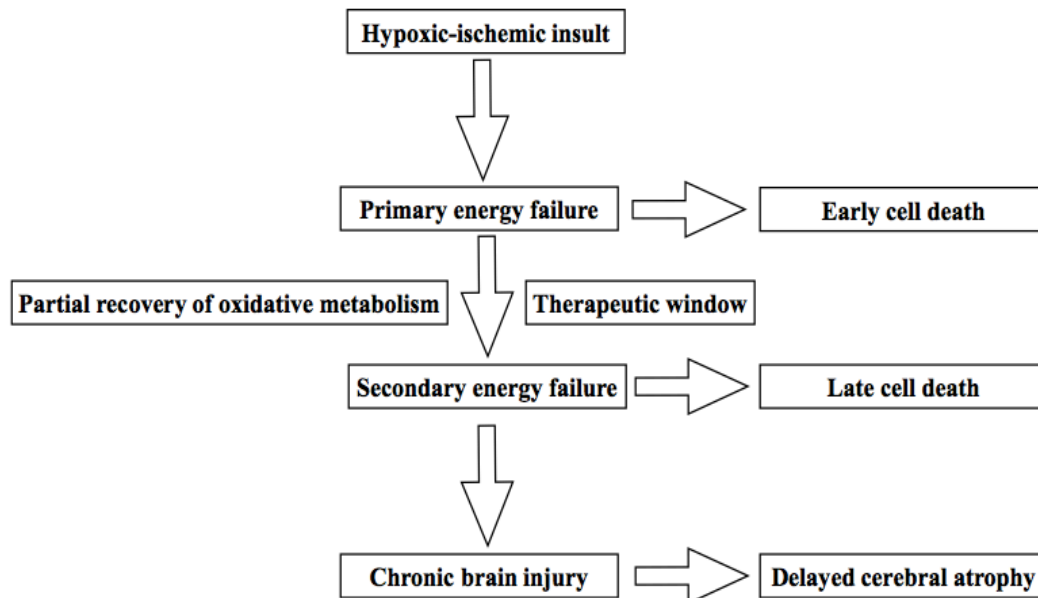 Hypoxic-ischemic insult
Primary energy failure
Early cell death
Partial recovery of oxidative metabolism
Therapeutic window
Secondary energy failure
Late cell death
Chronic brain injury
Delayed cerebral atrophy